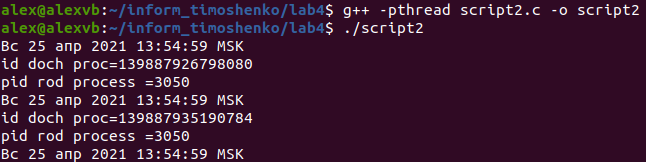 alex@alexvb:~/inform_timoshenko/lab4$ g++ -pthread script2.c -o script2
alex@alexvb:~/inform_timoshenko/lab4$ ./script2
Вс 25 апр 2021 13:54:59 MSK
id doch proc=139887926798080
pid rod process =3050
Вс 25 апр 2021 13:54:59 MSK
id doch proc=139887935190784
pid rod process =3050
Вс 25 апр 2021 13:54:59 MSK